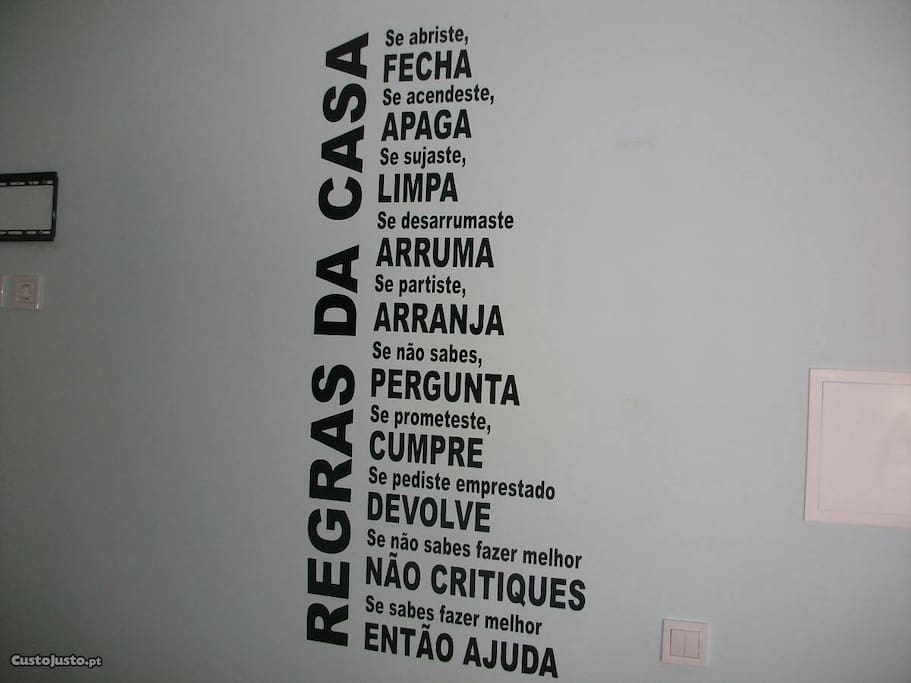 REGRAS DA CASA
Se abriste,
FECHA
Se acendeste,
APAGA
Se sujaste,
LIMPA
Se desarrumaste
ARRUMA
Se partiste,
ARRANJA
Se não sabes,
PERGUNTA
Se prometeste,
CUMPRE
Se pediste emprestado
DEVOLVE
Se não sabes fazer melhor
NÃO CRITIQUES
Se sabes fazer melhor
ENTÃO AJUDA
CustoJusto.pt